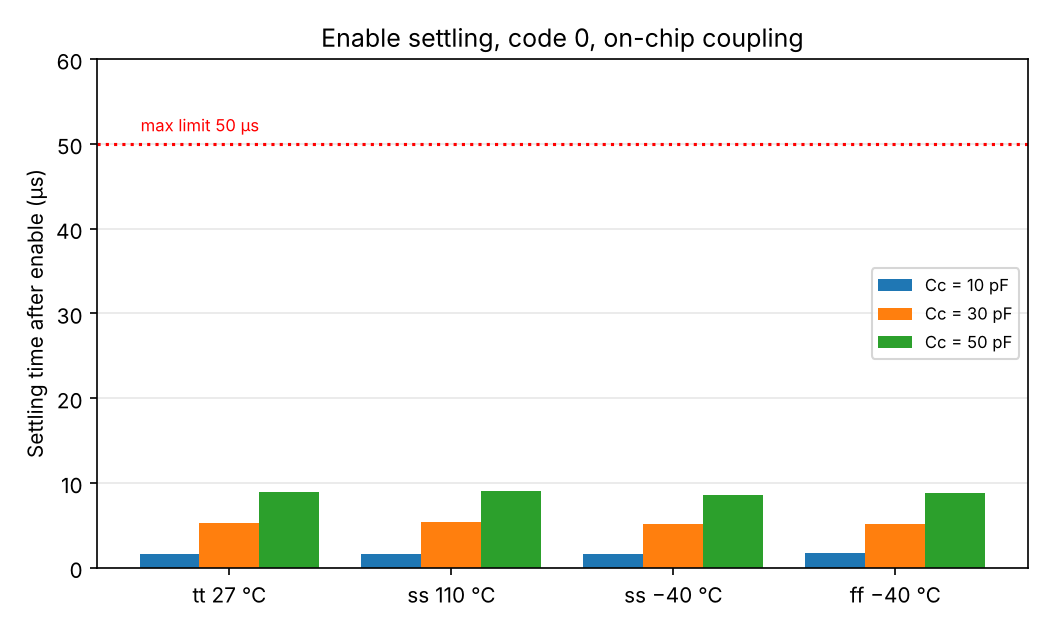 Enable settling, code 0, on-chip coupling
Settling time after enable (µs)
60
50
40
30
20
10
0
max limit 50 µs
Cc = 10 pF
Cc = 30 pF
Cc = 50 pF
tt 27 °C
ss 110 °C
ss −40 °C
ff −40 °C